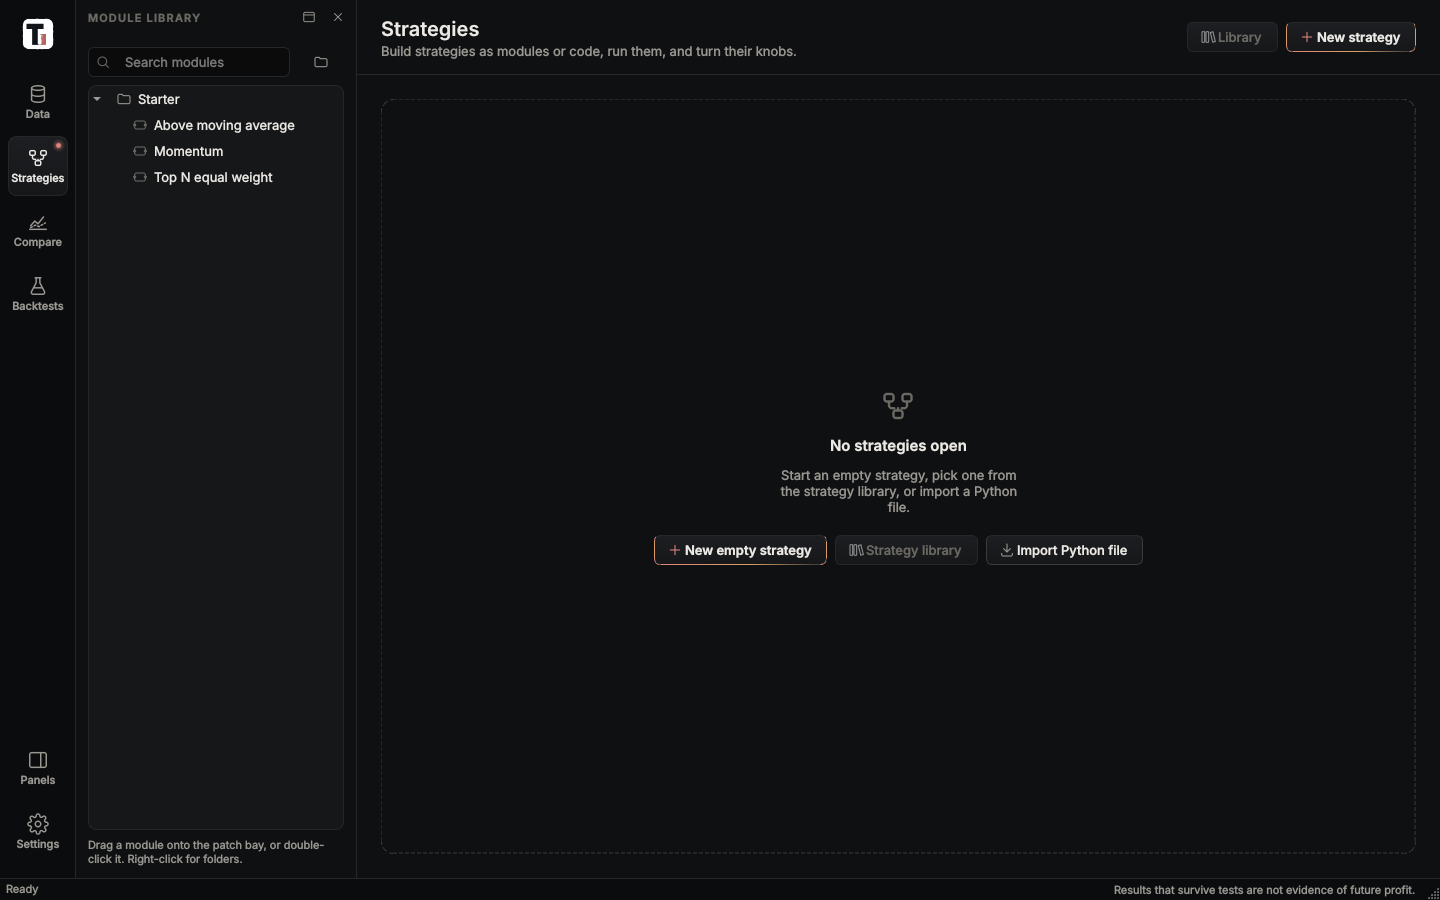 Ti
MODULE LIBRARY
Search modules
Starter
Above moving average
Momentum
Top N equal weight
Drag a module onto the patch bay, or double-
click it. Right-click for folders.
Data
Strategies
Compare
Backtests
Panels
Settings
Strategies
Build strategies as modules or code, run them, and turn their knobs.
Library
New strategy
No strategies open
Start an empty strategy, pick one from
the strategy library, or import a Python
file.
New empty strategy
Strategy library
Import Python file
Ready
Results that survive tests are not evidence of future profit.